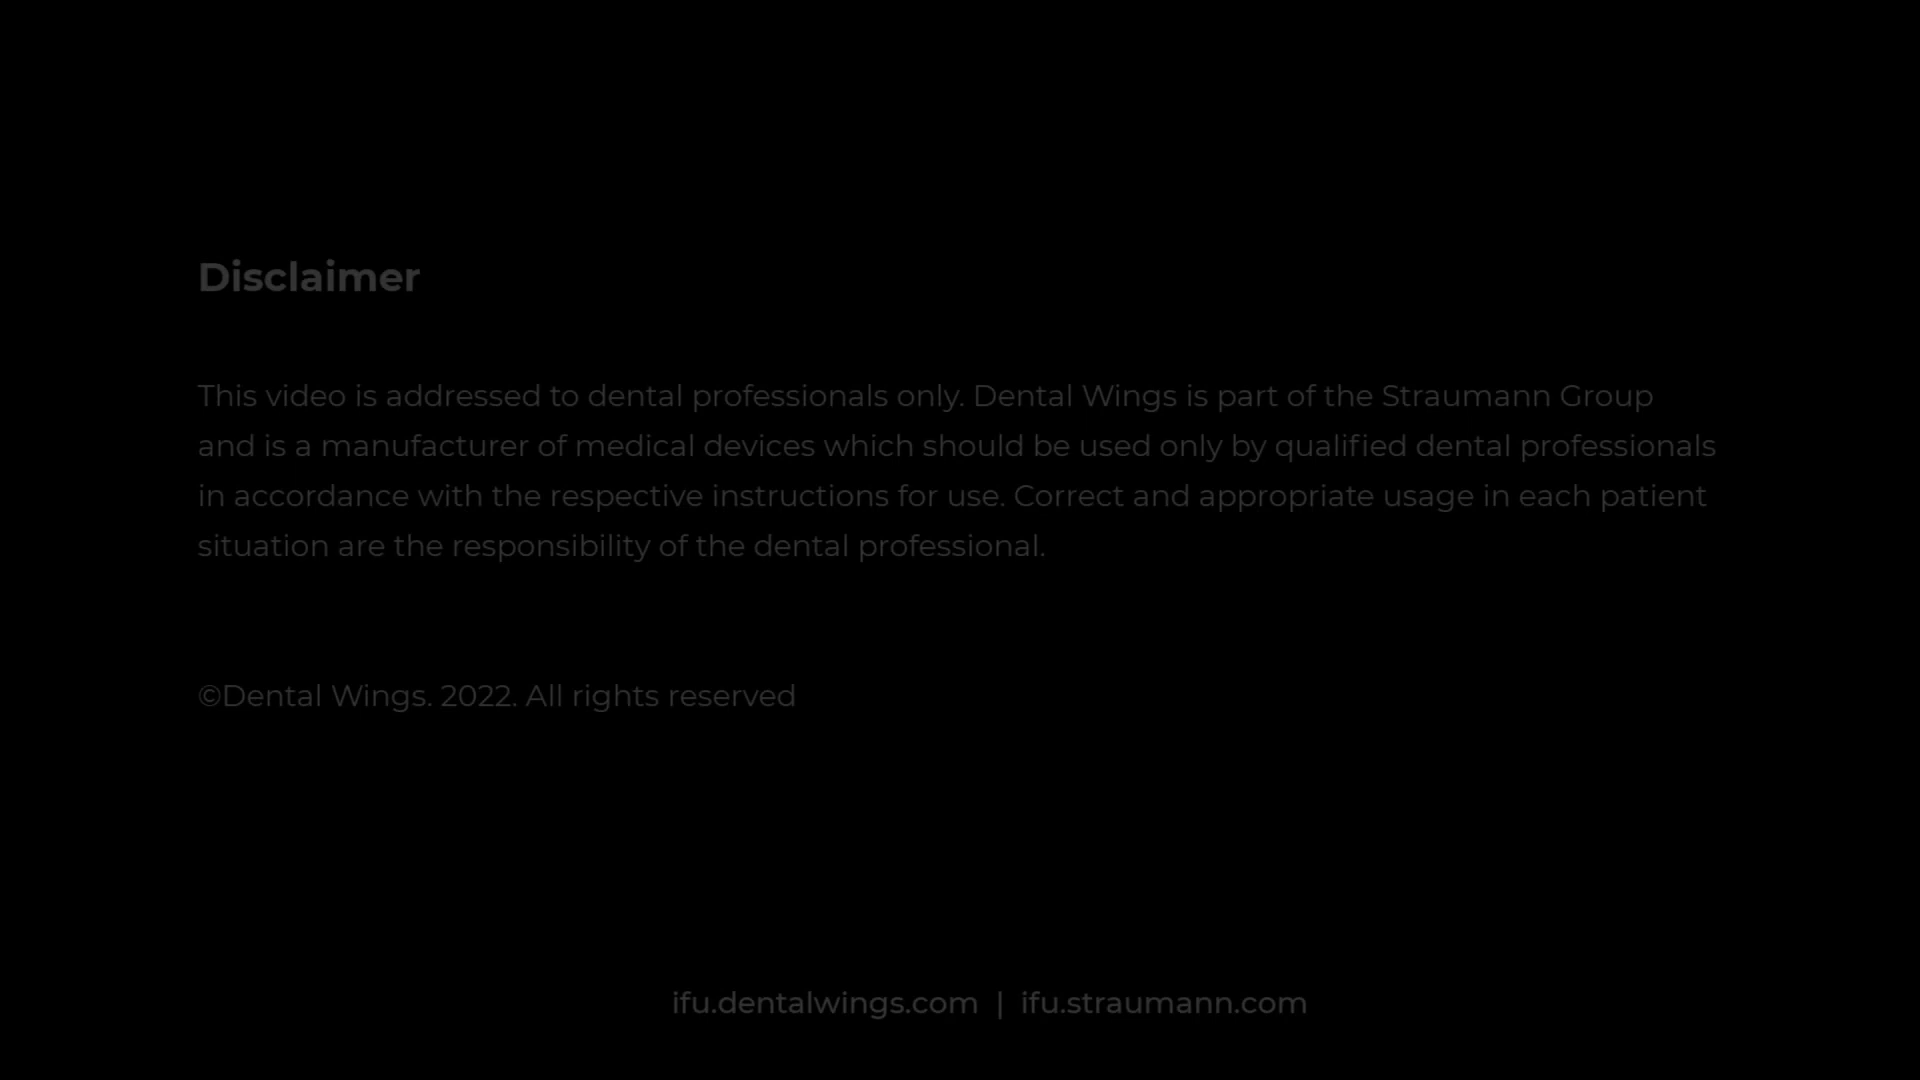 Disclaimer
This video is addressed to dental professionals only. Dental Wings is part of the Straumann Group
and is a manufacturer of medical devices which should be used only by qualified dental professionals
in accordance with the respective instructions for use. Correct and appropriate usage in each patient
situation are the responsibility of the dental professional.
©Dental Wings. 2022. All rights reserved
ifu.dentalwings.com | ifu.straumann.com